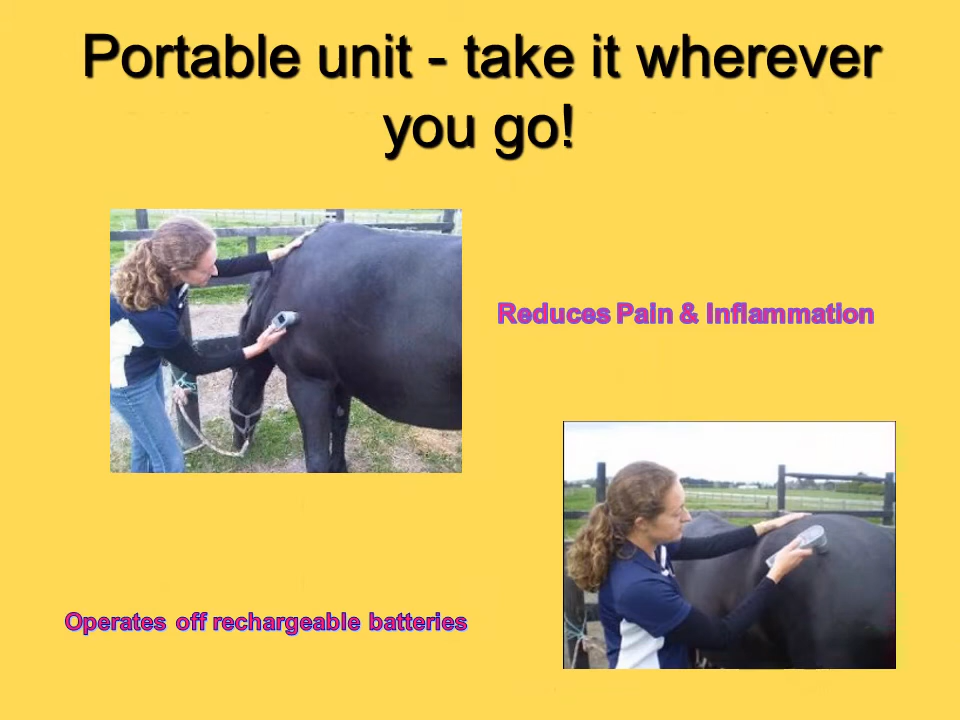 Portable unit - take it wherever
you go!
Reduces Pain & Inflammation
Operates off rechargeable batteries